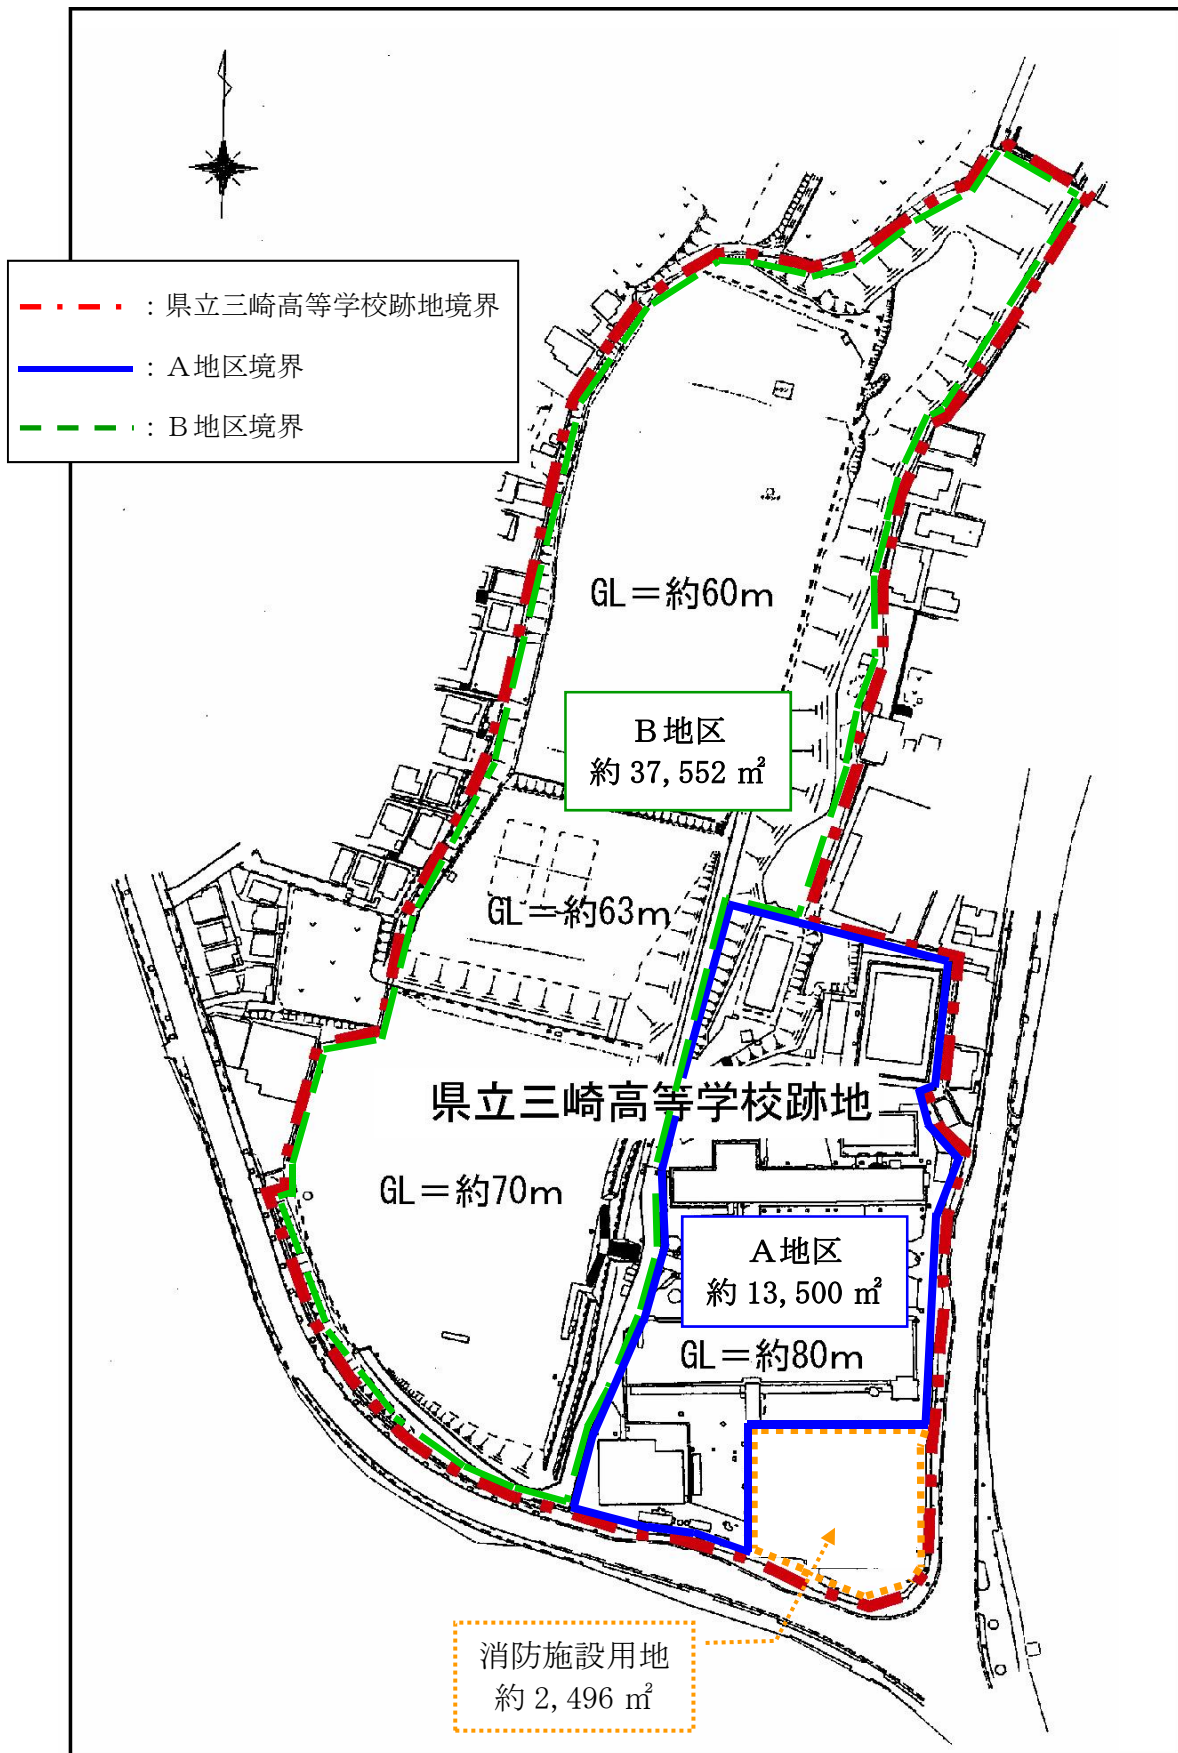 ：県立三崎高等学校跡地境界
：Ａ地区境界
：Ｂ地区境界
GL＝約60m
Ｂ地区
約 37,552 ㎡
GL＝約63m
県立三崎高等学校跡地
GL＝約70m
Ａ地区
約 13,500 ㎡
GL＝約80m
消防施設用地
約 2,496 ㎡